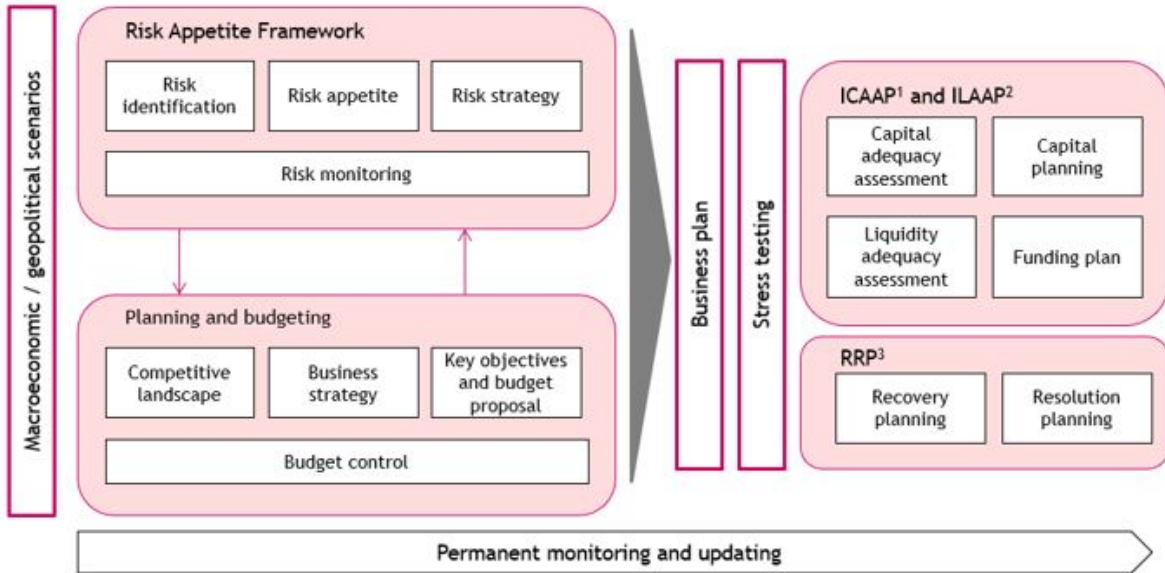 Macroeconomic / geopolitical scenarios
Risk Appetite Framework
Risk
identification
Risk appetite
Risk strategy
Risk monitoring
Planning and budgeting
Competitive
landscape
Business
strategy
Key objectives
and budget
proposal
Budget control
Business plan
Stress testing
ICAAP¹ and ILAAP²
Capital
adequacy
assessment
Capital
planning
Liquidity
adequacy
assessment
Funding plan
RRP³
Recovery
planning
Resolution
planning
Permanent monitoring and updating